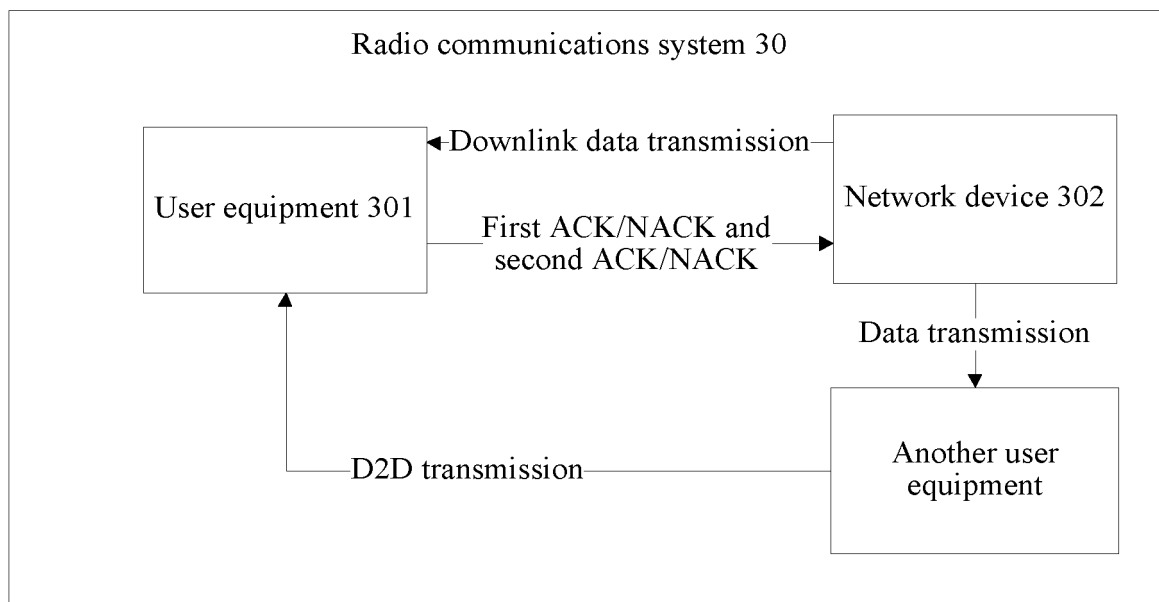 Radio communications system 30
Downlink data transmission
User equipment 301
Network device 302
First ACK/NACK and
second ACK/NACK
Data transmission
D2D transmission
Another user
equipment